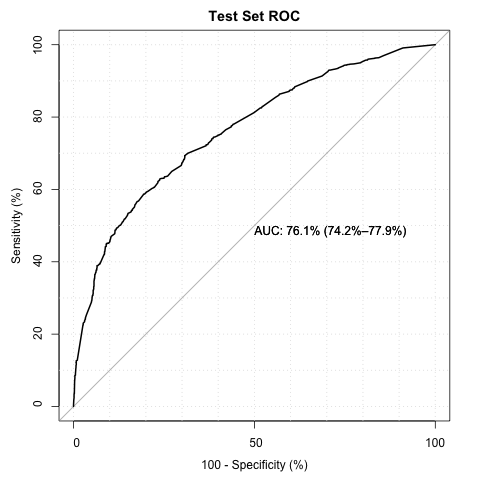 Test Set ROC
100
80
60
40
20
0
Sensitivity (%)
AUC: 76.1% (74.2%–77.9%)
0 50 100
100 - Specificity (%)